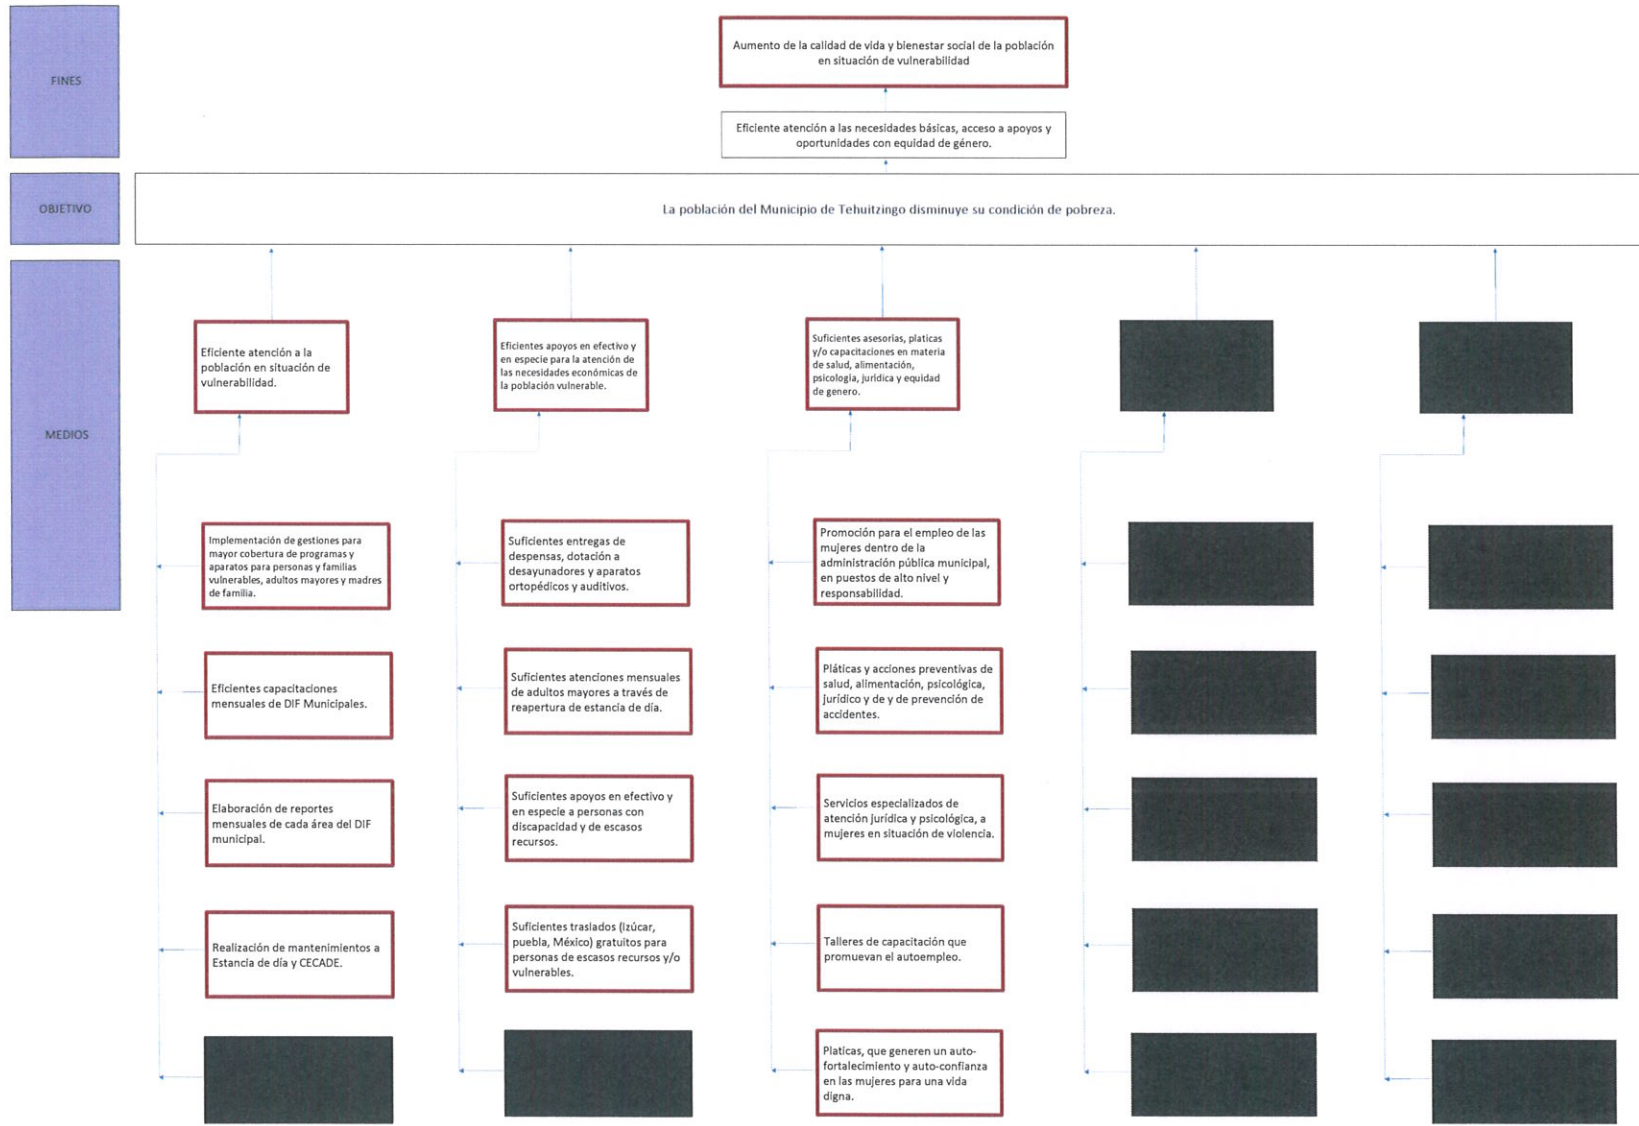 FINES
Aumento de la calidad de vida y bienestar social de la población
en situación de vulnerabilidad
Eficiente atención a las necesidades básicas, acceso a apoyos y
oportunidades con equidad de género.
OBJETIVO
La población del Municipio de Tehuitzingo disminuye su condición de pobreza.
MEDIOS
Eficiente atención a la
población en situación de
vulnerabilidad.
Eficientes apoyos en efectivo y
en especie para la atención de
las necesidades económicas de
la población vulnerable.
Suficientes asesorias, platicas
y/o capacitaciones en materia
de salud, alimentación,
psicologia, juridica y equidad
de genero.
Implementación de gestiones para
mayor cobertura de programas y
aparatos para personas y familias
vulnerables, adultos mayores y madres
de familia.
Suficientes entregas de
despensas, dotación a
desayunadores y aparatos
ortopédicos y auditivos.
Promoción para el empleo de las
mujeres dentro de la
administración pública municipal,
en puestos de alto nivel y
responsabilidad.
Eficientes capacitaciones
mensuales de DIF Municipales.
Suficientes atenciones mensuales
de adultos mayores a través de
reapertura de estancia de día.
Pláticas y acciones preventivas de
salud, alimentación, psicológica,
jurídico y de y de prevención de
accidentes.
Elaboración de reportes
mensuales de cada área del DIF
municipal.
Suficientes apoyos en efectivo y
en especie a personas con
discapacidad y de escasos
recursos.
Servicios especializados de
atención jurídica y psicológica, a
mujeres en situación de violencia.
Realización de mantenimientos a
Estancia de día y CECADE.
Suficientes traslados (Izúcar,
puebla, México) gratuitos para
personas de escasos recursos y/o
vulnerables.
Talleres de capacitación que
promuevan el autoempleo.
Platicas, que generen un auto-
fortalecimiento y auto-confianza
en las mujeres para una vida
digna.